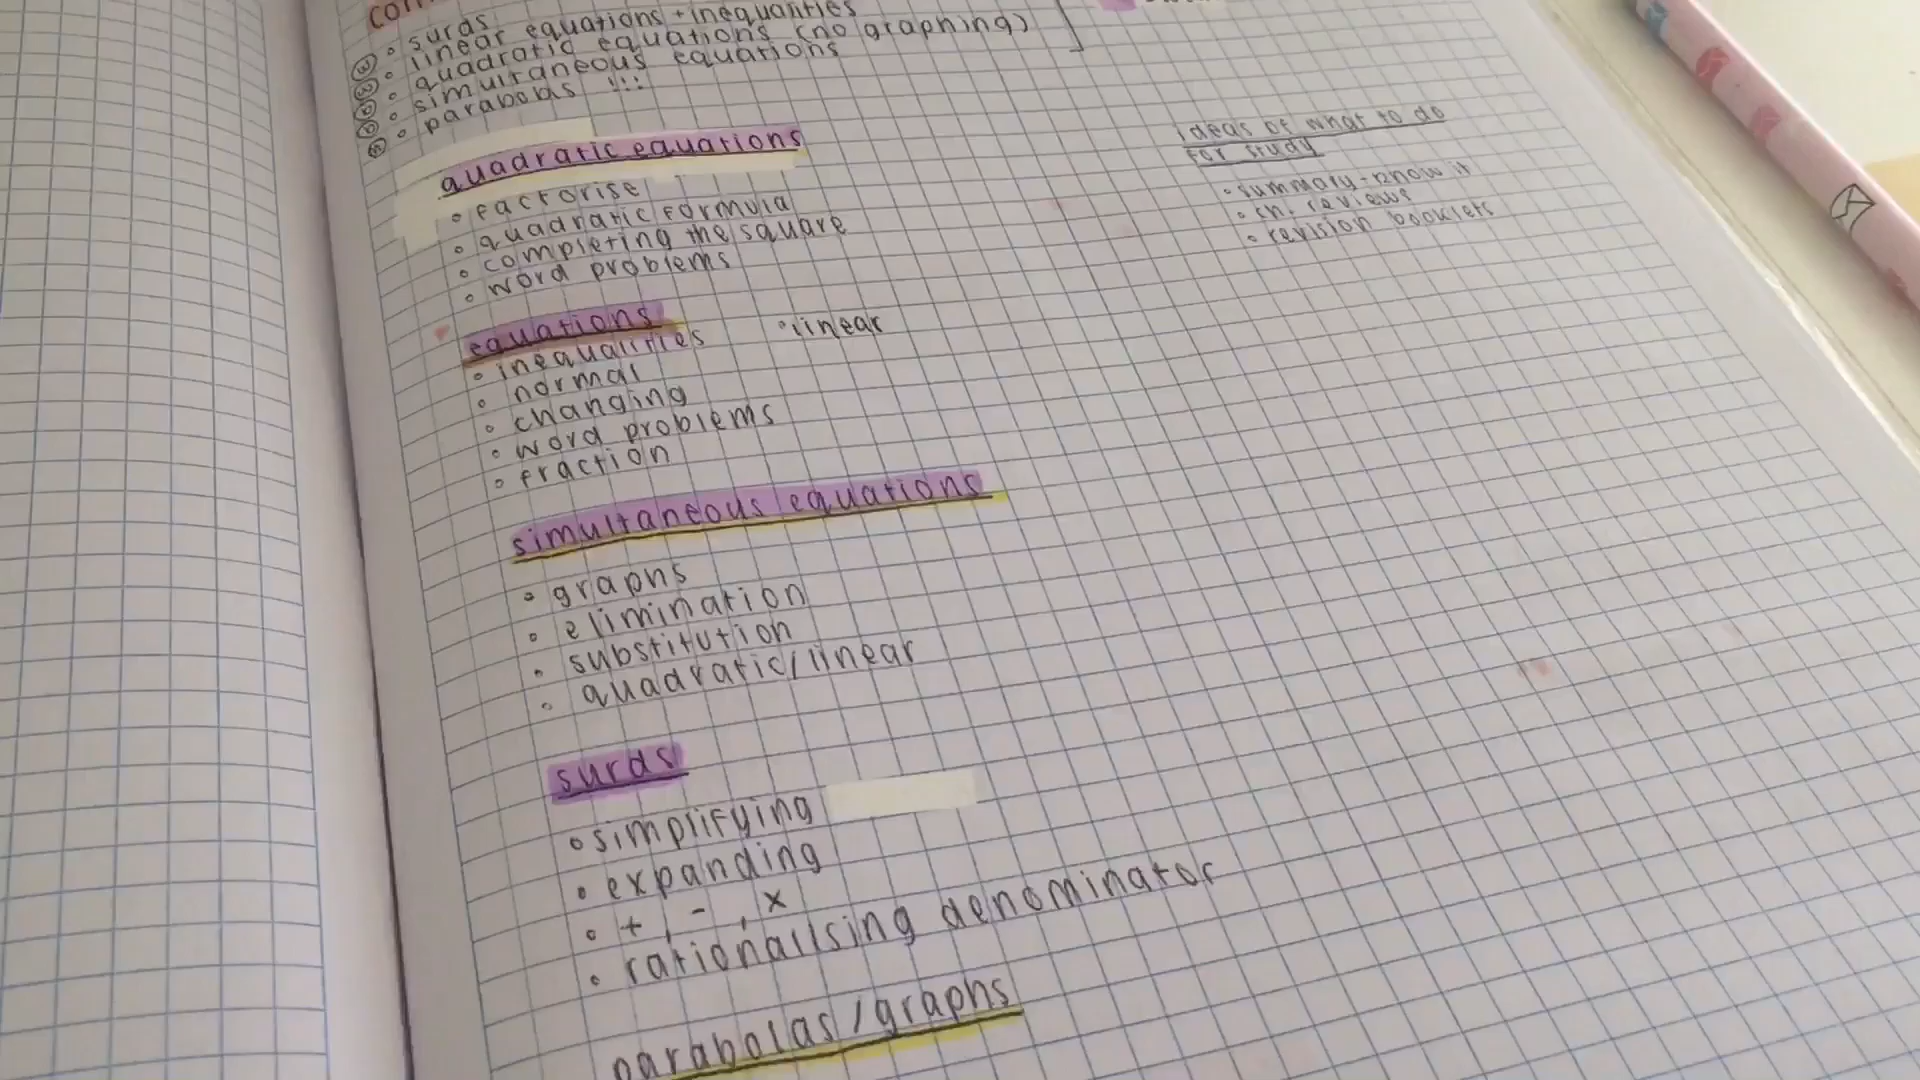 surds
linear equations + inequalities
quadratic equations (no graphing)
simultaneous equations
parabolas !!!
quadratic equations
factorise
quadratic formula
completing the square
word problems
equations
inequalities
normal
changing
word problems
fraction
linear
simultaneous equations
graphs
elimination
substitution
quadratic/linear
surds
simplifying
expanding
+, -, x
rationalising denominator
parabolas/graphs
ideas of what to do
for study
summary - know it
ch. reviews
revision booklets